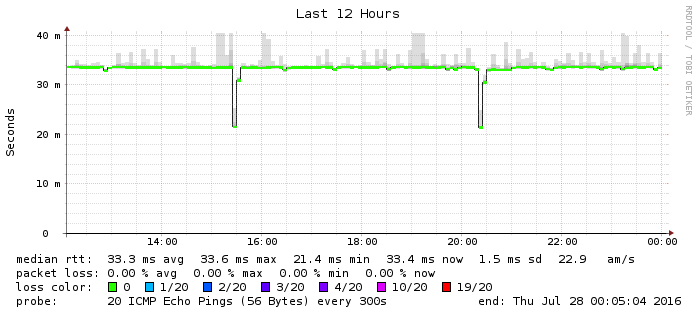 Last 12 Hours
RRDTOOL / TOBI OETIKER
Seconds
40 m
30 m
20 m
10 m
0
14:00 16:00 18:00 20:00 22:00 00:00
median rtt: 33.3 ms avg 33.6 ms max 21.4 ms min 33.4 ms now 1.5 ms sd 22.9 am/s
packet loss: 0.00 % avg 0.00 % max 0.00 % min 0.00 % now
loss color: 0 1/20 2/20 3/20 4/20 10/20 19/20
probe: 20 ICMP Echo Pings (56 Bytes) every 300s end: Thu Jul 28 00:05:04 2016